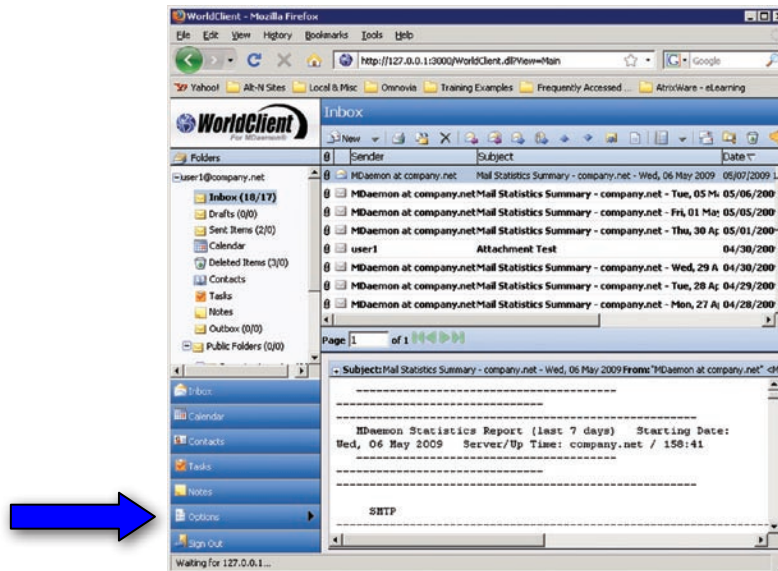 WorldClient - Mozilla Firefox
File Edit View History Bookmarks Tools Help
http://127.0.0.1:3000/WorldClient.dll?View=Main
Google
Yahoo! Alt-N Sites Local & Misc Omnovia Training Examples Frequently Accessed ... AtrixWare - eLearning
WorldClient
For MDaemon®
Inbox
New
Folders
Sender Subject Date
user1@company.net
Inbox (18/17)
Drafts (0/0)
Sent Items (2/0)
Calendar
Deleted Items (3/0)
Contacts
Tasks
Notes
Outbox (0/0)
Public Folders (0/0)
MDaemon at company.net Mail Statistics Summary - company.net - Wed, 06 May 2009 05/07/2009 1
MDaemon at company.net Mail Statistics Summary - company.net - Tue, 05 Ma 05/06/200
MDaemon at company.net Mail Statistics Summary - company.net - Fri, 01 May 05/05/200
MDaemon at company.net Mail Statistics Summary - company.net - Thu, 30 Ap 05/01/200
user1 Attachment Test 04/30/200
MDaemon at company.net Mail Statistics Summary - company.net - Wed, 29 A 04/30/200
MDaemon at company.net Mail Statistics Summary - company.net - Tue, 28 Ap 04/29/200
MDaemon at company.net Mail Statistics Summary - company.net - Mon, 27 Ap 04/28/200
Page 1 of 1
Subject: Mail Statistics Summary - company.net - Wed, 06 May 2009 From: "MDaemon at company.net" <M
MDaemon Statistics Report (last 7 days) Starting Date:
Wed, 06 May 2009 Server/Up Time: company.net / 158:41
SMTP
Inbox
Calendar
Contacts
Tasks
Notes
Options
Sign Out
Waiting for 127.0.0.1...